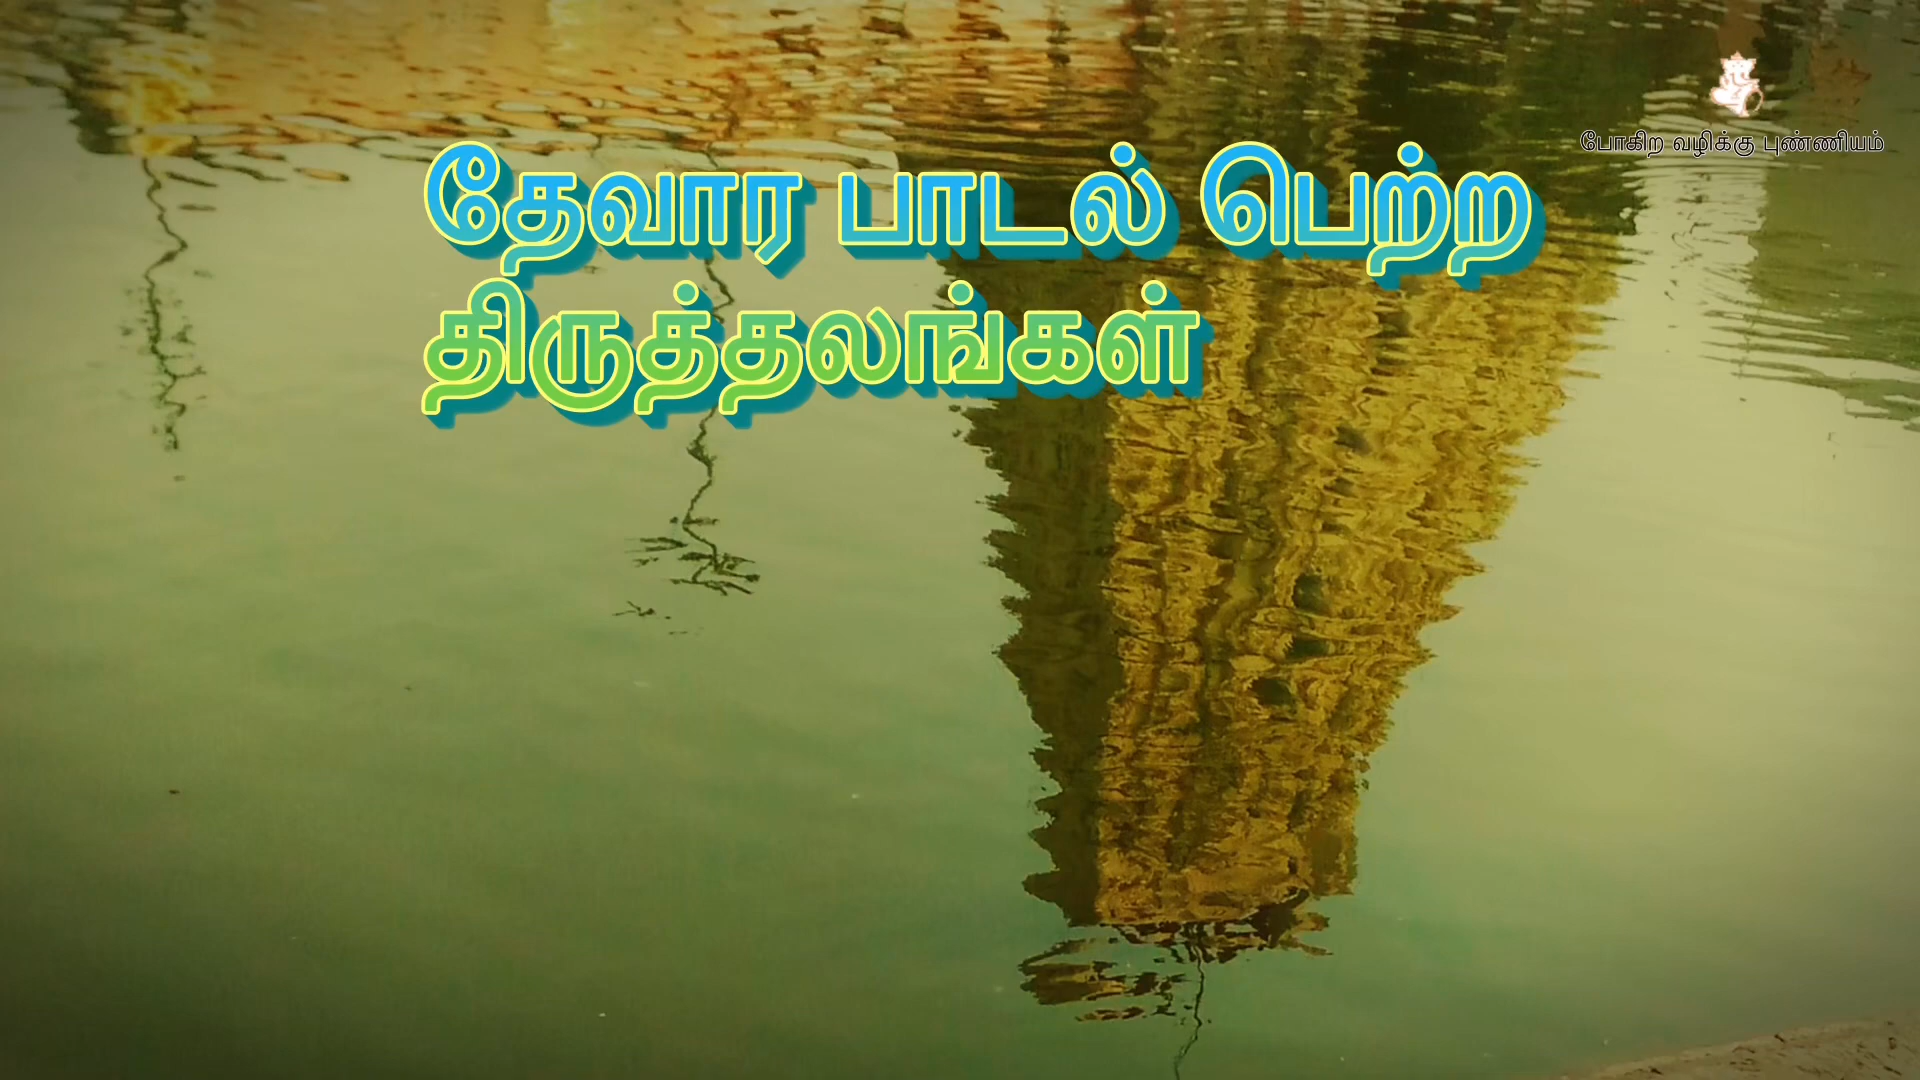 போகிற வழிக்கு புண்ணியம்
தேவார பாடல் பெற்ற
திருத்தலங்கள்